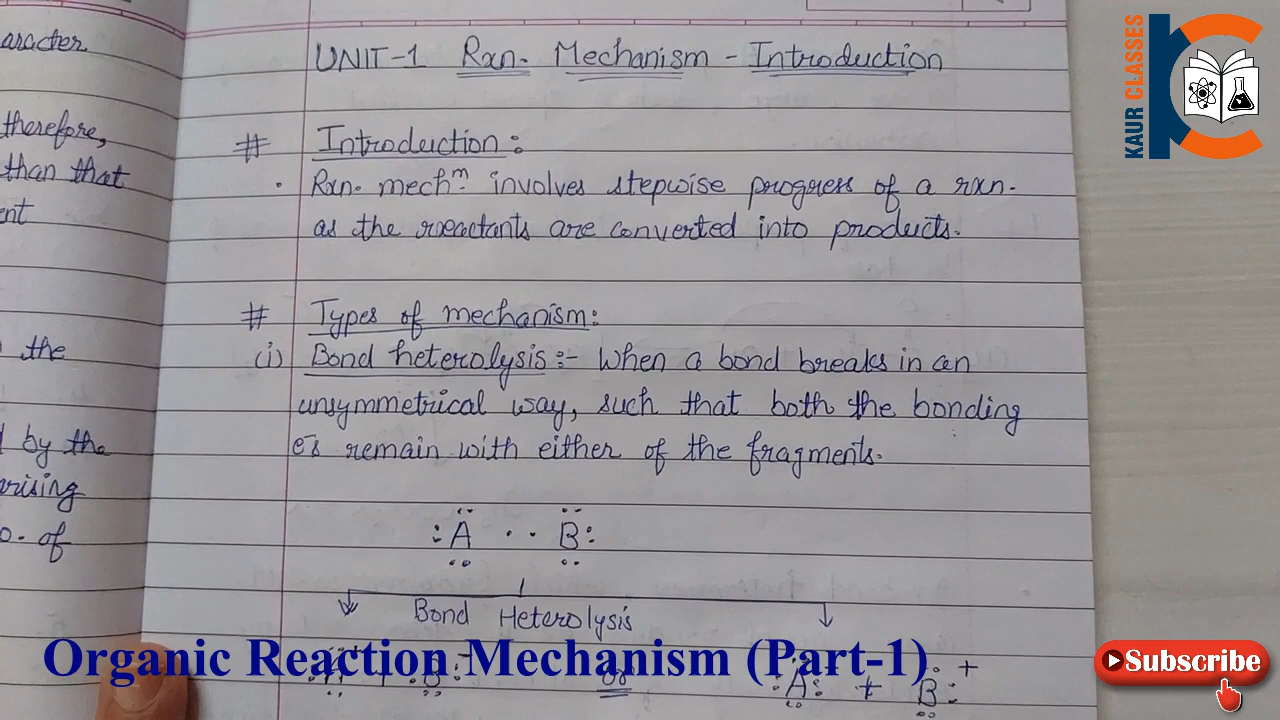 aracter
therefore,
than that
ent
the
d by the
arising
o. of
UNIT-1 Rxn. Mechanism - Introduction
# Introduction :
· Rxn. mechm. involves stepwise progress of a rxn.
as the reactants are converted into products.
# Types of mechanism:
(i) Bond heterolysis :- When a bond breaks in an
unsymmetrical way, such that both the bonding
e-s remain with either of the fragments.
:A ·· B:
Bond Heterolysis
or
:A: + B: +
Organic Reaction Mechanism (Part-1)
KAUR CLASSES
Subscribe